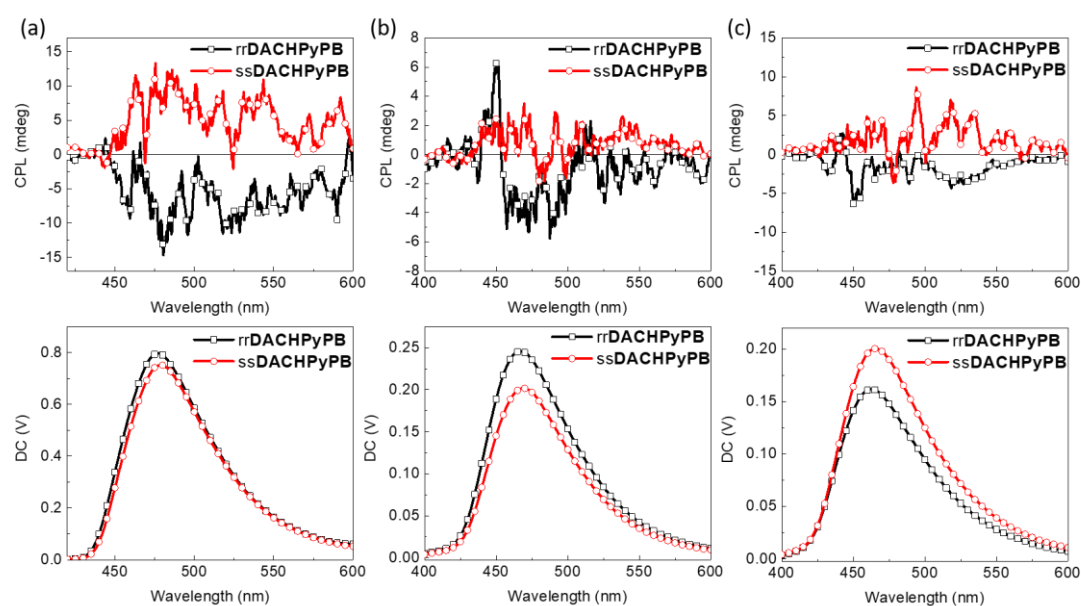 (a)
rrDACHPyPB
ssDACHPyPB
CPL (mdeg)
15
10
5
0
-5
-10
-15
450
500
550
600
Wavelength (nm)
(b)
rrDACHPyPB
ssDACHPyPB
CPL (mdeg)
8
6
4
2
0
-2
-4
-6
-8
400
450
500
550
600
Wavelength (nm)
(c)
rrDACHPyPB
ssDACHPyPB
CPL (mdeg)
15
10
5
0
-5
-10
-15
400
450
500
550
600
Wavelength (nm)
rrDACHPyPB
ssDACHPyPB
DC (V)
0.8
0.6
0.4
0.2
0.0
450
500
550
600
Wavelength (nm)
rrDACHPyPB
ssDACHPyPB
DC (V)
0.25
0.20
0.15
0.10
0.05
0.00
400
450
500
550
600
Wavelength (nm)
rrDACHPyPB
ssDACHPyPB
DC (V)
0.20
0.15
0.10
0.05
0.00
400
450
500
550
600
Wavelength (nm)